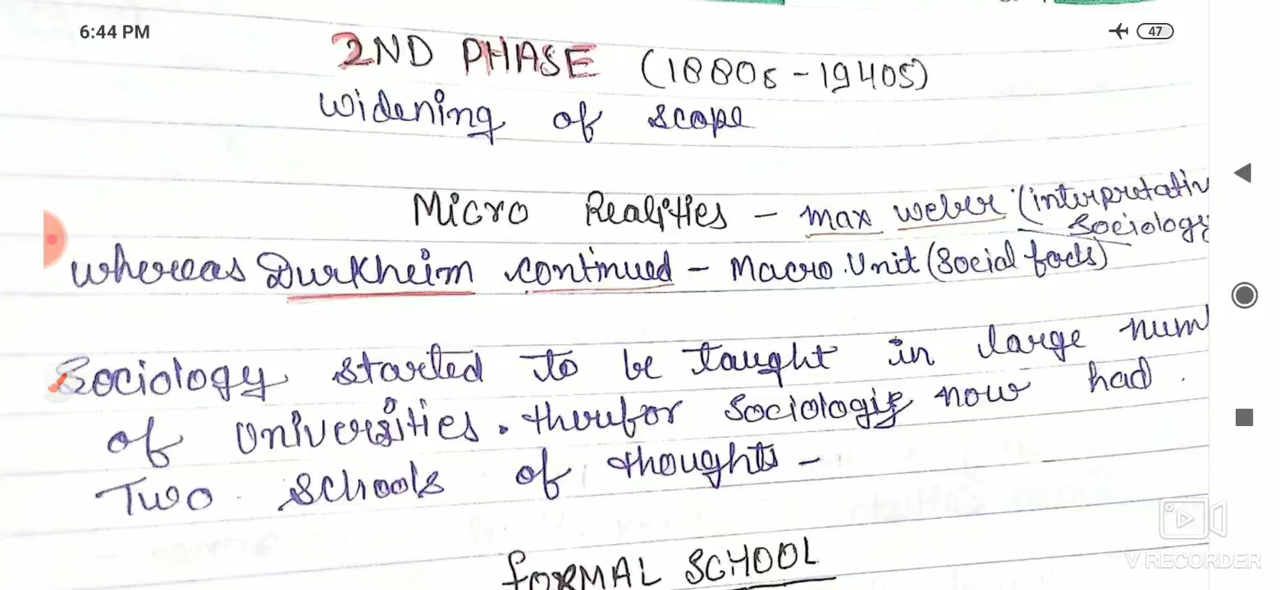 6:44 PM
47
2ND PHASE (1880s-1940s)
Widening of scope
Micro Realities - Max Weber (interpretativ
Sociology
whereas Durkheim continued - Macro.Unit (Social facts)
Sociology started to be taught in large num
of Universities. therefor Sociology now had
Two Schools of thoughts -
FORMAL SCHOOL
V RECORDER